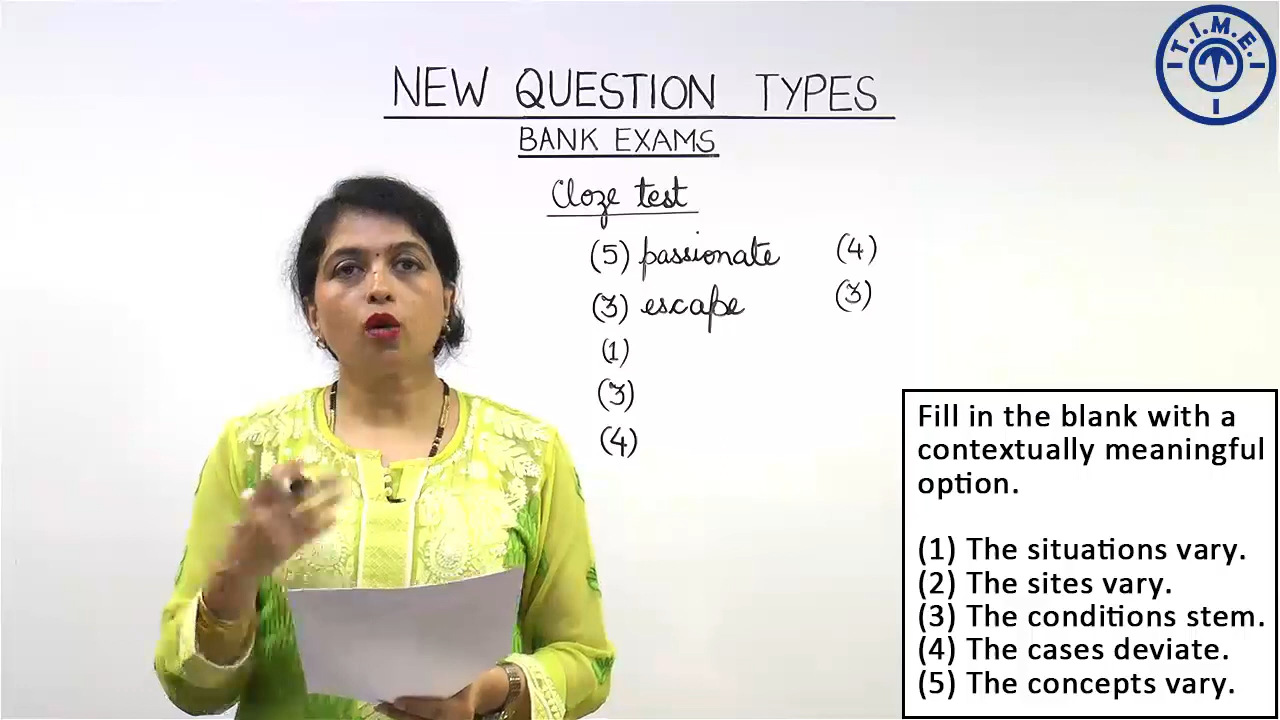 T.I.M.E.
NEW QUESTION TYPES
BANK EXAMS
Cloze test
(5) passionate (4)
(3) escape (3)
(1)
(3)
(4)
Fill in the blank with a
contextually meaningful
option.
(1) The situations vary.
(2) The sites vary.
(3) The conditions stem.
(4) The cases deviate.
(5) The concepts vary.